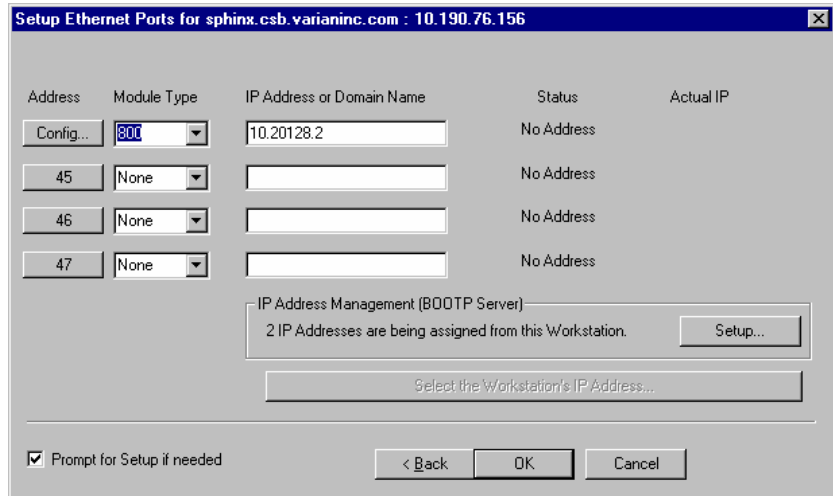 Setup Ethernet Ports for sphinx.csb.varianinc.com : 10.190.76.156
Address Module Type IP Address or Domain Name Status Actual IP
Config... 800 10.20128.2 No Address
45 None No Address
46 None No Address
47 None No Address
IP Address Management (BOOTP Server)
2 IP Addresses are being assigned from this Workstation. Setup...
Select the Workstation's IP Address...
Prompt for Setup if needed < Back OK Cancel